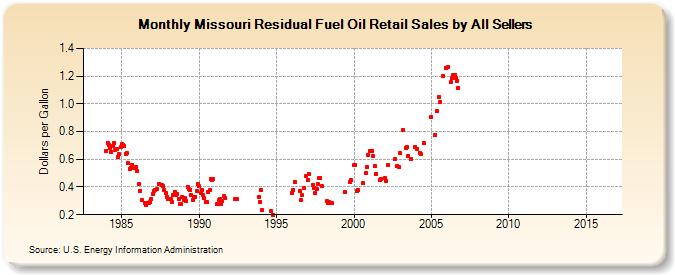 Monthly Missouri Residual Fuel Oil Retail Sales by All Sellers
Dollars per Gallon
1.4
1.2
1.0
0.8
0.6
0.4
0.2
1985 1990 1995 2000 2005 2010 2015
Source: U.S. Energy Information Administration